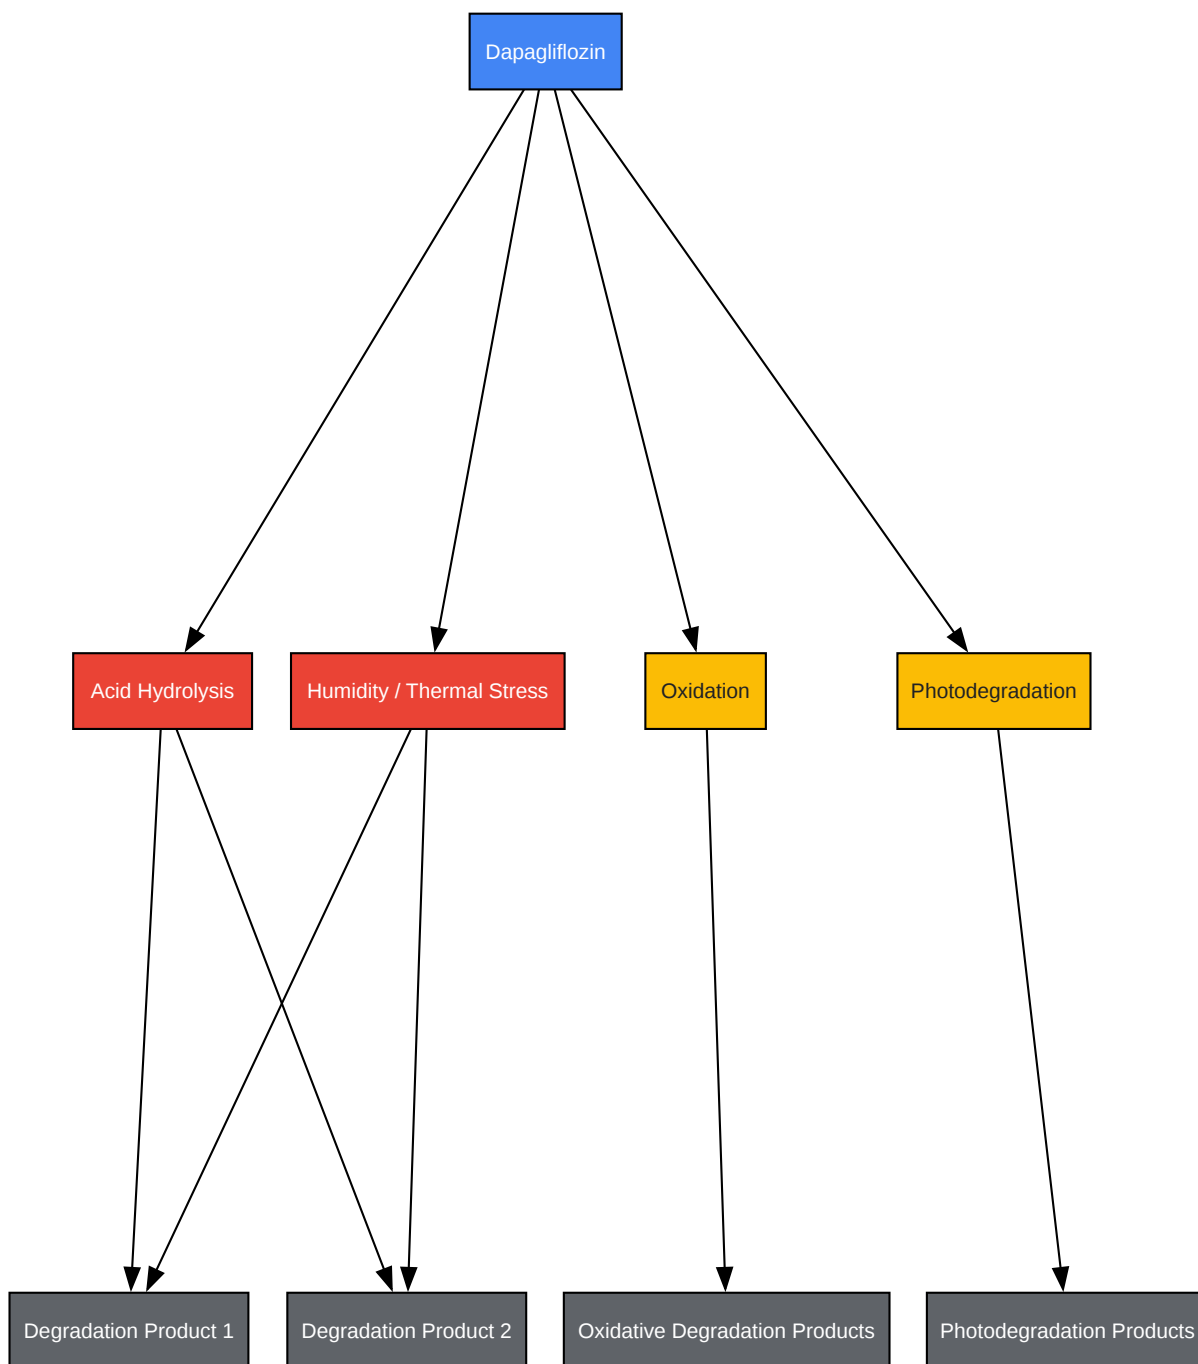 Dapagliflozin
Acid Hydrolysis
Humidity / Thermal Stress
Oxidation
Photodegradation
Degradation Product 1
Degradation Product 2
Oxidative Degradation Products
Photodegradation Products